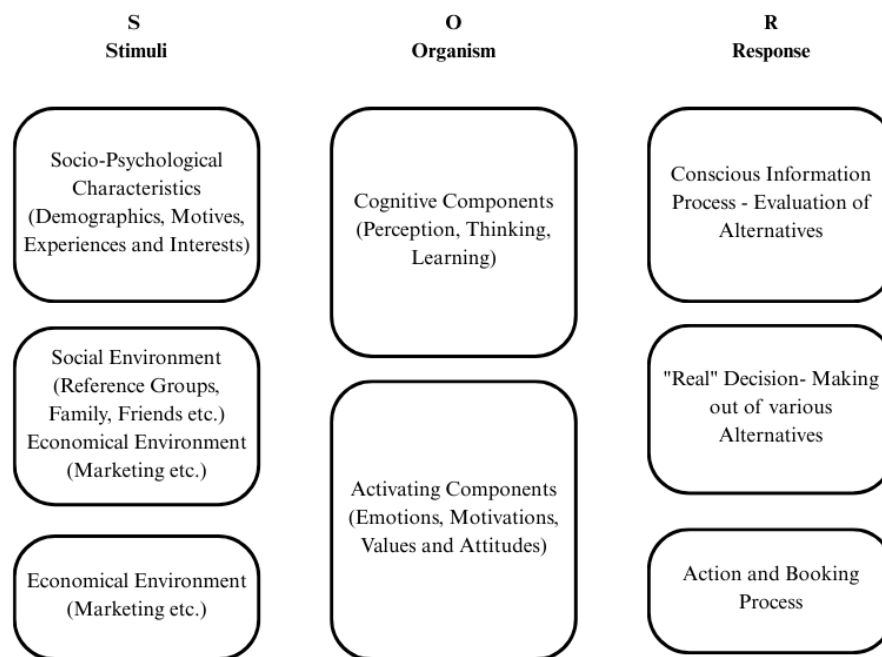 S
Stimuli
O
Organism
R
Response
Socio-Psychological
Characteristics
(Demographics, Motives,
Experiences and Interests)
Social Environment
(Reference Groups,
Family, Friends etc.)
Economical Environment
(Marketing etc.)
Economical Environment
(Marketing etc.)
Cognitive Components
(Perception, Thinking,
Learning)
Activating Components
(Emotions, Motivations,
Values and Attitudes)
Conscious Information
Process - Evaluation of
Alternatives
"Real" Decision- Making
out of various
Alternatives
Action and Booking
Process